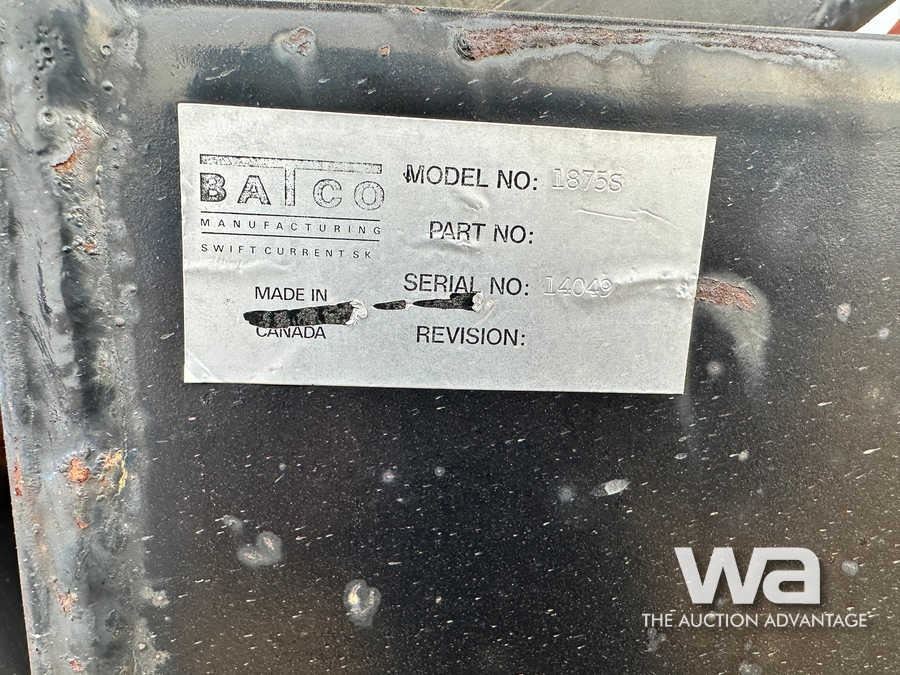 BATCO
MANUFACTURING
SWIFT CURRENT SK
MADE IN
CANADA
MODEL NO: 1875S
PART NO:
SERIAL NO: 14049
REVISION:
wa
THE AUCTION ADVANTAGE